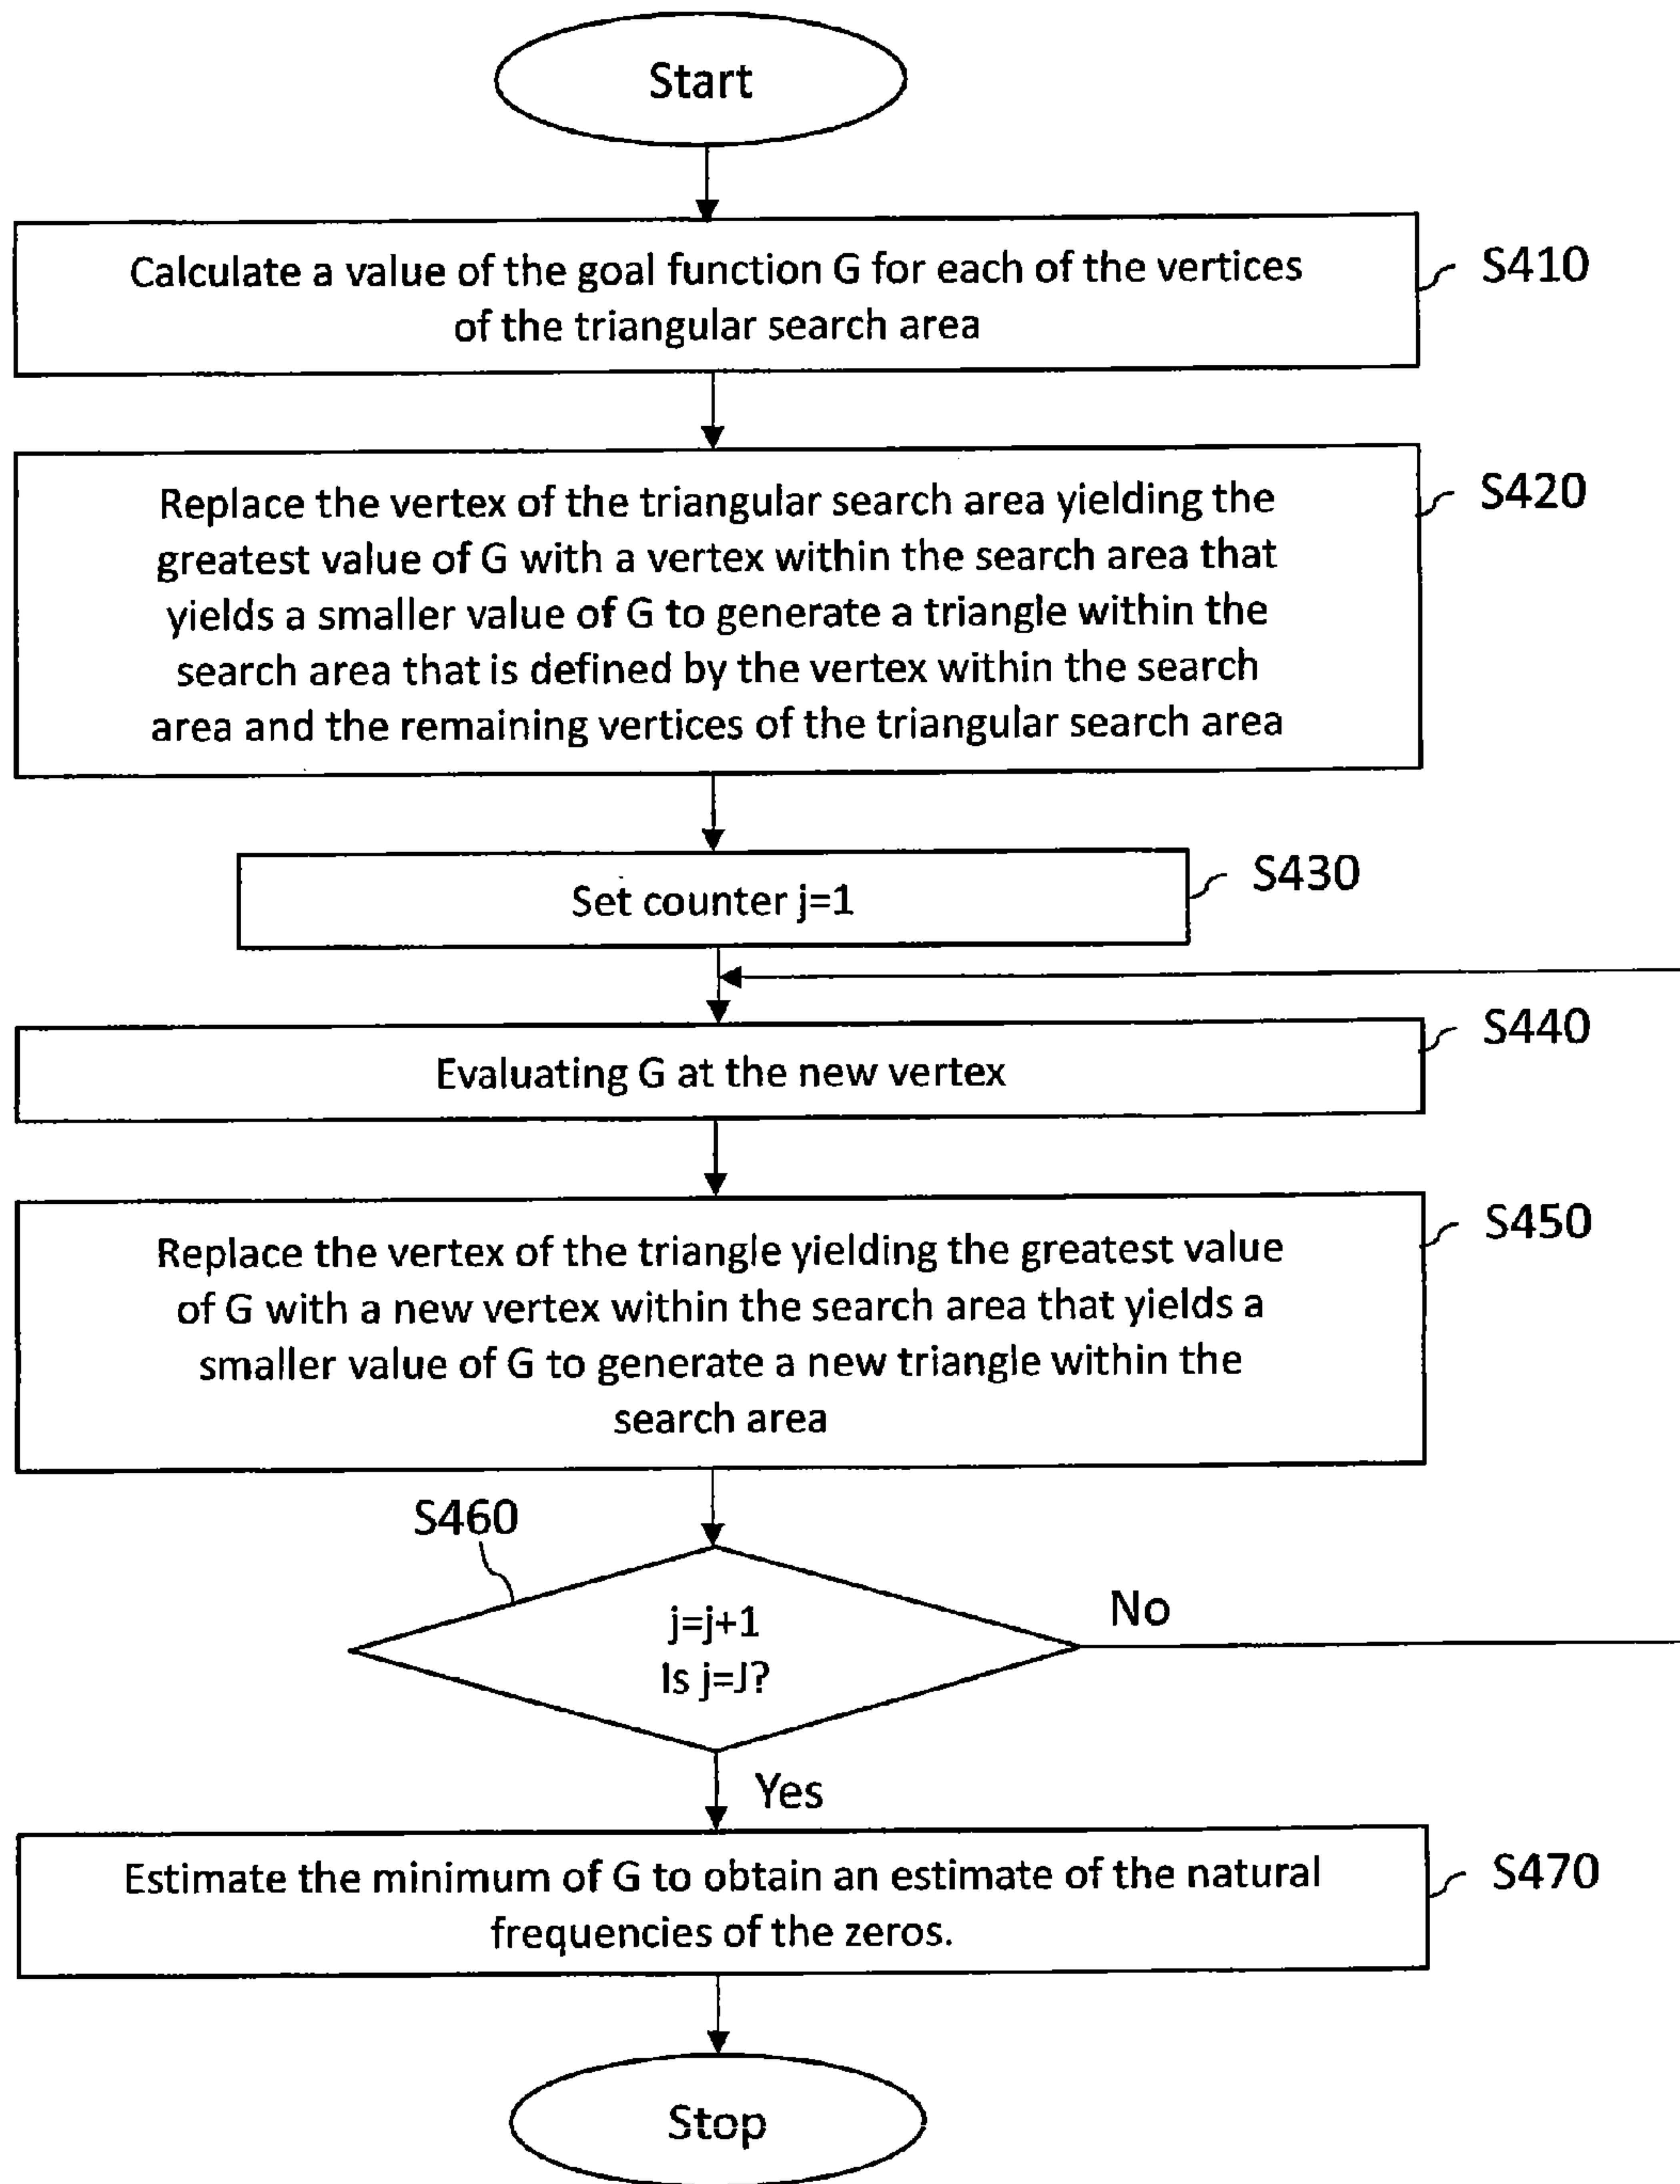 Start
Calculate a value of the goal function G for each of the vertices
of the triangular search area
S410
Replace the vertex of the triangular search area yielding the
greatest value of G with a vertex within the search area that
yields a smaller value of G to generate a triangle within the
search area that is defined by the vertex within the search
area and the remaining vertices of the triangular search area
S420
Set counter j=1
S430
Evaluating G at the new vertex
S440
Replace the vertex of the triangle yielding the greatest value
of G with a new vertex within the search area that yields a
smaller value of G to generate a new triangle within the
search area
S450
S460
j=j+1
Is j=J?
No
Yes
Estimate the minimum of G to obtain an estimate of the natural
frequencies of the zeros.
S470
Stop